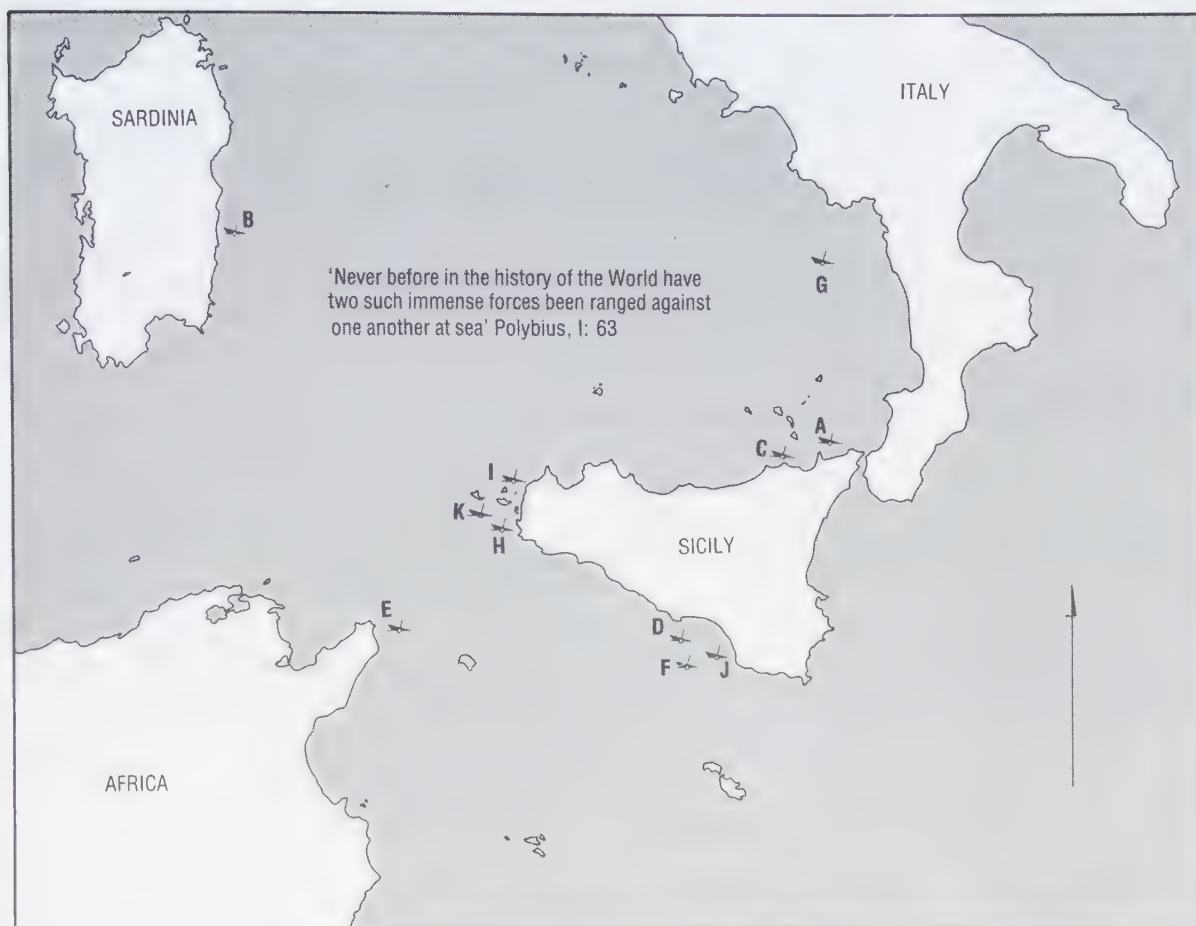 SARDINIA
ITALY
B
'Never before in the history of the World have
two such immense forces been ranged against
one another at sea' Polybius, I: 63
G
A
C
I
K
H
SICILY
E
D
F
J
AFRICA